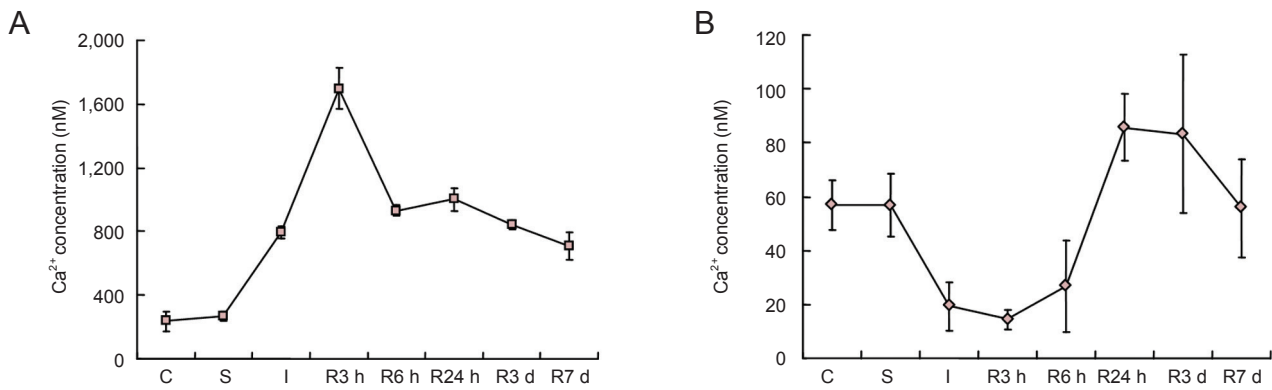 A
Ca²⁺ concentration (nM)
2,000
1,600
1,200
800
400
0
C S I R3 h R6 h R24 h R3 d R7 d
B
Ca²⁺ concentration (nM)
120
100
80
60
40
20
0
C S I R3 h R6 h R24 h R3 d R7 d